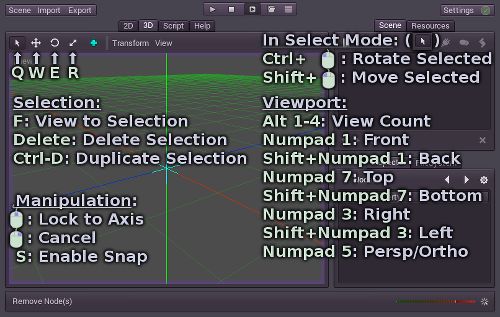 Scene Import Export Settings
2D 3D Script Help Scene Resources
Transform View
Q W E R
Selection:
F: View to Selection
Delete: Delete Selection
Ctrl-D: Duplicate Selection
Manipulation:
: Lock to Axis
: Cancel
S: Enable Snap
In Select Mode: ( )
Ctrl+ : Rotate Selected
Shift+ : Move Selected
Viewport:
Alt 1-4: View Count
Numpad 1: Front
Shift+Numpad 1: Back
Numpad 7: Top
Shift+Numpad 7: Bottom
Numpad 3: Right
Shift+Numpad 3: Left
Numpad 5: Persp/Ortho
Remove Node(s)